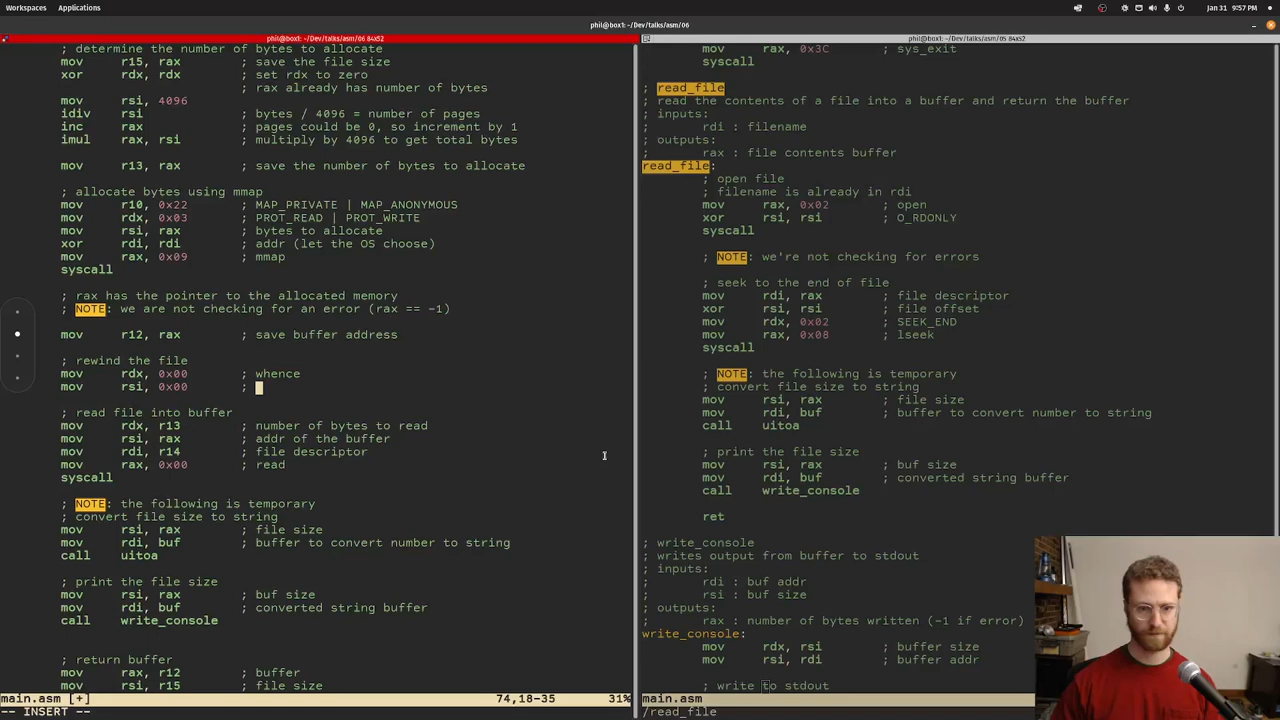 Workspaces Applications Jan 31 9:57 PM
phil@box1: ~/Dev/talks/asm/06
phil@box1: ~/Dev/talks/asm/06 84x52
; determine the number of bytes to allocate
mov r15, rax ; save the file size
xor rdx, rdx ; set rdx to zero
; rax already has number of bytes
mov rsi, 4096
idiv rsi ; bytes / 4096 = number of pages
inc rax ; pages could be 0, so increment by 1
imul rax, rsi ; multiply by 4096 to get total bytes
mov r13, rax ; save the number of bytes to allocate
; allocate bytes using mmap
mov r10, 0x22 ; MAP_PRIVATE | MAP_ANONYMOUS
mov rdx, 0x03 ; PROT_READ | PROT_WRITE
mov rsi, rax ; bytes to allocate
xor rdi, rdi ; addr (let the OS choose)
mov rax, 0x09 ; mmap
syscall
; rax has the pointer to the allocated memory
; NOTE: we are not checking for an error (rax == -1)
mov r12, rax ; save buffer address
; rewind the file
mov rdx, 0x00 ; whence
mov rsi, 0x00 ;
; read file into buffer
mov rdx, r13 ; number of bytes to read
mov rsi, rax ; addr of the buffer
mov rdi, r14 ; file descriptor
mov rax, 0x00 ; read
syscall
; NOTE: the following is temporary
; convert file size to string
mov rsi, rax ; file size
mov rdi, buf ; buffer to convert number to string
call uitoa
; print the file size
mov rsi, rax ; buf size
mov rdi, buf ; converted string buffer
call write_console
; return buffer
mov rax, r12 ; buffer
mov rsi, r15 ; file size
main.asm [+] 74,18-35 31%
-- INSERT --
phil@box1: ~/Dev/talks/asm/05 84x52
mov rax, 0x3C ; sys_exit
syscall
; read_file
; read the contents of a file into a buffer and return the buffer
; inputs:
; rdi : filename
; outputs:
; rax : file contents buffer
read_file:
; open file
; filename is already in rdi
mov rax, 0x02 ; open
xor rsi, rsi ; O_RDONLY
syscall
; NOTE: we're not checking for errors
; seek to the end of file
mov rdi, rax ; file descriptor
xor rsi, rsi ; file offset
mov rdx, 0x02 ; SEEK_END
mov rax, 0x08 ; lseek
syscall
; NOTE: the following is temporary
; convert file size to string
mov rsi, rax ; file size
mov rdi, buf ; buffer to convert number to string
call uitoa
; print the file size
mov rsi, rax ; buf size
mov rdi, buf ; converted string buffer
call write_console
ret
; write_console
; writes output from buffer to stdout
; inputs:
; rdi : buf addr
; rsi : buf size
; outputs:
; rax : number of bytes written (-1 if error)
write_console:
mov rdx, rsi ; buffer size
mov rsi, rdi ; buffer addr
; write to stdout
main.asm
/read_file